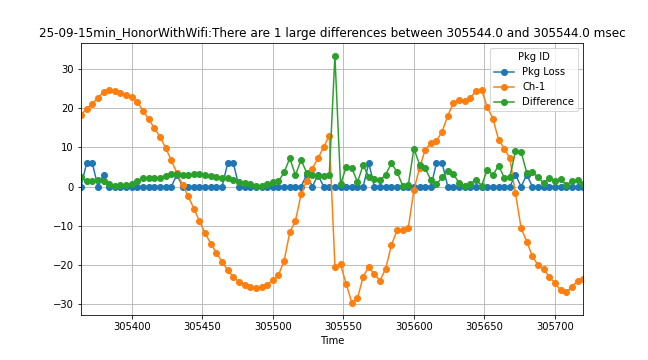 25-09-15min_HonorWithWifi:There are 1 large differences between 305544.0 and 305544.0 msec
Pkg ID
Pkg Loss
Ch-1
Difference
30
20
10
0
−10
−20
−30
305400 305450 305500 305550 305600 305650 305700
Time